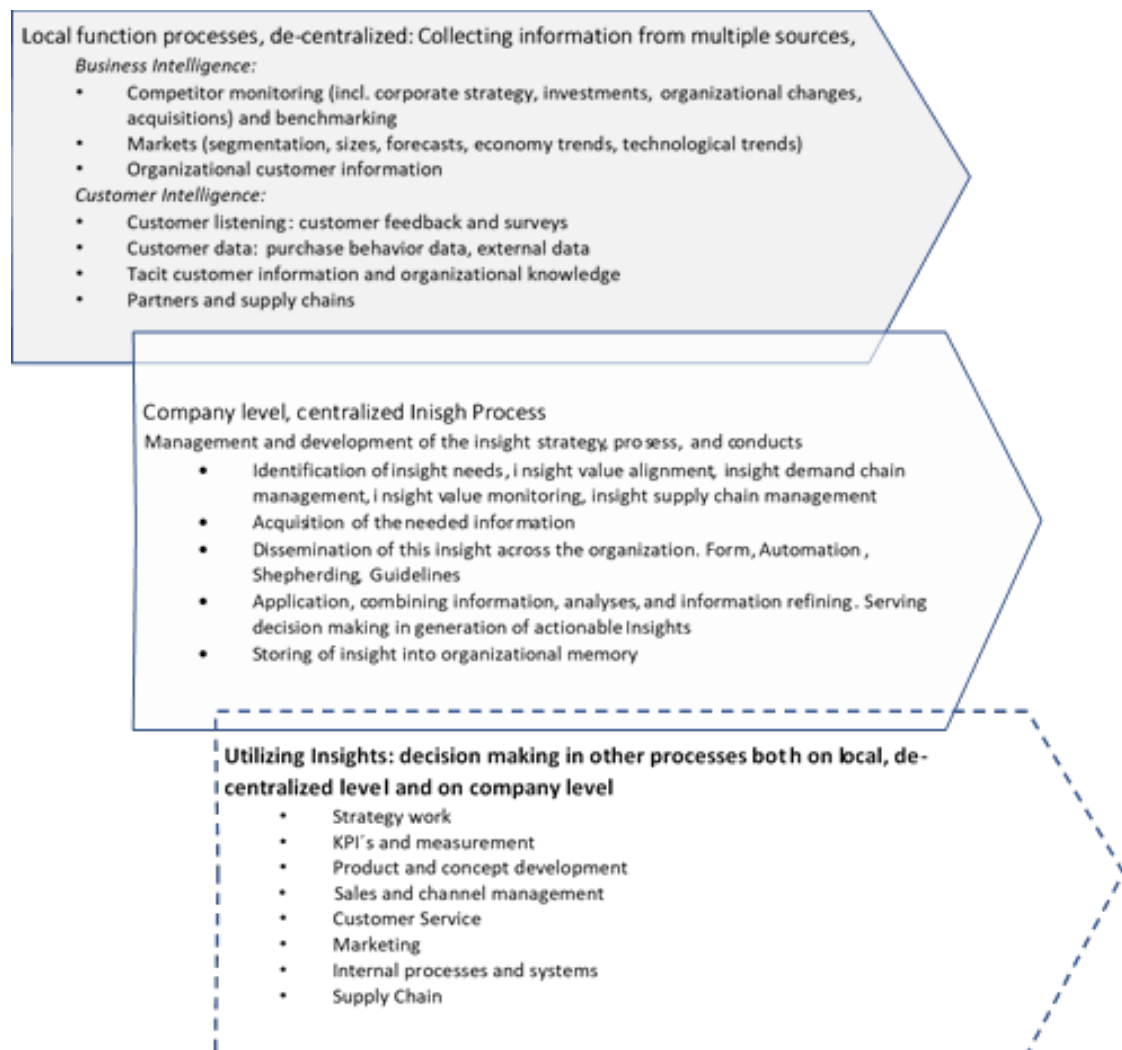 Local function processes, de-centralized: Collecting information from multiple sources,
Business Intelligence:
• Competitor monitoring (incl. corporate strategy, investments, organizational changes,
acquisitions) and benchmarking
• Markets (segmentation, sizes, forecasts, economy trends, technological trends)
• Organizational customer information
Customer Intelligence:
• Customer listening: customer feedback and surveys
• Customer data: purchase behavior data, external data
• Tacit customer information and organizational knowledge
• Partners and supply chains
Company level, centralized Inisgh Process
Management and development of the insight strategy, prosess, and conducts
• Identification of insight needs, insight value alignment, insight demand chain
management, insight value monitoring, insight supply chain management
• Acquisition of the needed information
• Dissemination of this insight across the organization. Form, Automation,
Shepherding, Guidelines
• Application, combining information, analyses, and information refining. Serving
decision making in generation of actionable Insights
• Storing of insight into organizational memory
Utilizing Insights: decision making in other processes both on local, de-
centralized level and on company level
• Strategy work
• KPI´s and measurement
• Product and concept development
• Sales and channel management
• Customer Service
• Marketing
• Internal processes and systems
• Supply Chain